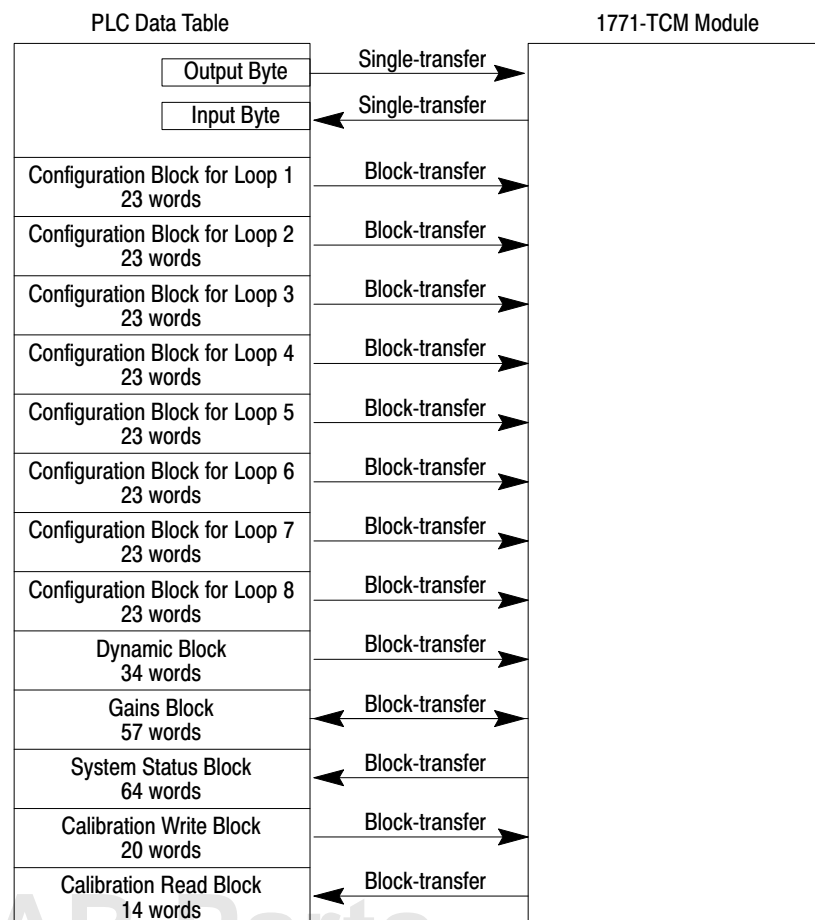 PLC Data Table
1771-TCM Module
Output Byte
Single-transfer
Input Byte
Single-transfer
Configuration Block for Loop 1
23 words
Block-transfer
Configuration Block for Loop 2
23 words
Block-transfer
Configuration Block for Loop 3
23 words
Block-transfer
Configuration Block for Loop 4
23 words
Block-transfer
Configuration Block for Loop 5
23 words
Block-transfer
Configuration Block for Loop 6
23 words
Block-transfer
Configuration Block for Loop 7
23 words
Block-transfer
Configuration Block for Loop 8
23 words
Block-transfer
Dynamic Block
34 words
Block-transfer
Gains Block
57 words
Block-transfer
System Status Block
64 words
Block-transfer
Calibration Write Block
20 words
Block-transfer
Calibration Read Block
14 words
Block-transfer